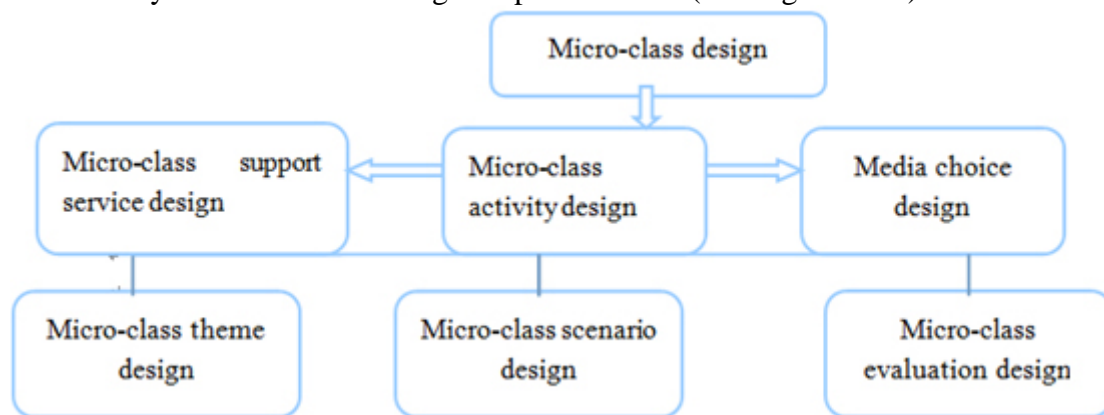 Micro-class design
Micro-class support
service design
Micro-class
activity design
Media choice
design
Micro-class theme
design
Micro-class scenario
design
Micro-class
evaluation design